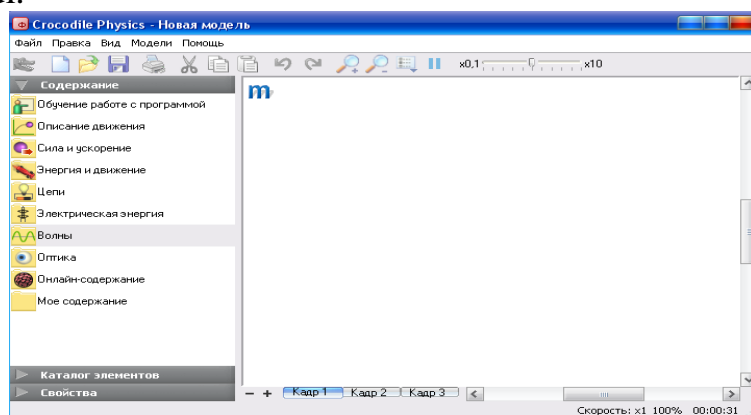 и.
Crocodile Physics - Новая модель
Файл Правка Вид Модели Помощь
x0,1 x10
Содержание
m
Обучение работе с программой
Описание движения
Сила и ускорение
Энергия и движение
Цепи
Электрическая энергия
Волны
Оптика
Онлайн-содержание
Мое содержание
Каталог элементов
Свойства
Кадр 1 Кадр 2 Кадр 3
Скорость: x1 100% 00:00:31